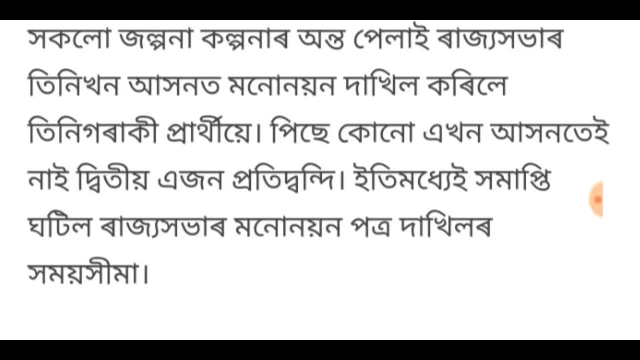 সকলো জল্পনা কল্পনাৰ অন্ত পেলাই ৰাজ্যসভাৰ
তিনিখন আসনত মনোনয়ন দাখিল কৰিলে
তিনিগৰাকী প্ৰাৰ্থীয়ে। পিছে কোনো এখন আসনতেই
নাই দ্বিতীয় এজন প্ৰতিদ্বন্দি। ইতিমধ্যেই সমাপ্তি
ঘটিল ৰাজ্যসভাৰ মনোনয়ন পত্ৰ দাখিলৰ
সময়সীমা।